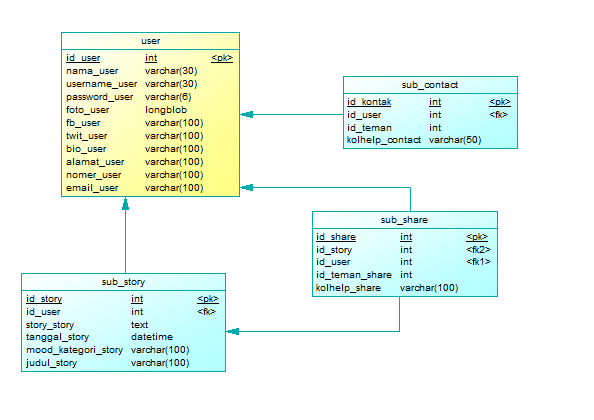 user
id_user int <pk>
nama_user varchar(30)
username_user varchar(30)
password_user varchar(6)
foto_user longblob
fb_user varchar(100)
twit_user varchar(100)
bio_user varchar(100)
alamat_user varchar(100)
nomer_user varchar(100)
email_user varchar(100)
sub_contact
id_kontak int <pk>
id_user int <fk>
id_teman int
kolhelp_contact varchar(50)
sub_share
id_share int <pk>
id_story int <fk2>
id_user int <fk1>
id_teman_share int
kolhelp_share varchar(100)
sub_story
id_story int <pk>
id_user int <fk>
story_story text
tanggal_story datetime
mood_kategori_story varchar(100)
judul_story varchar(100)